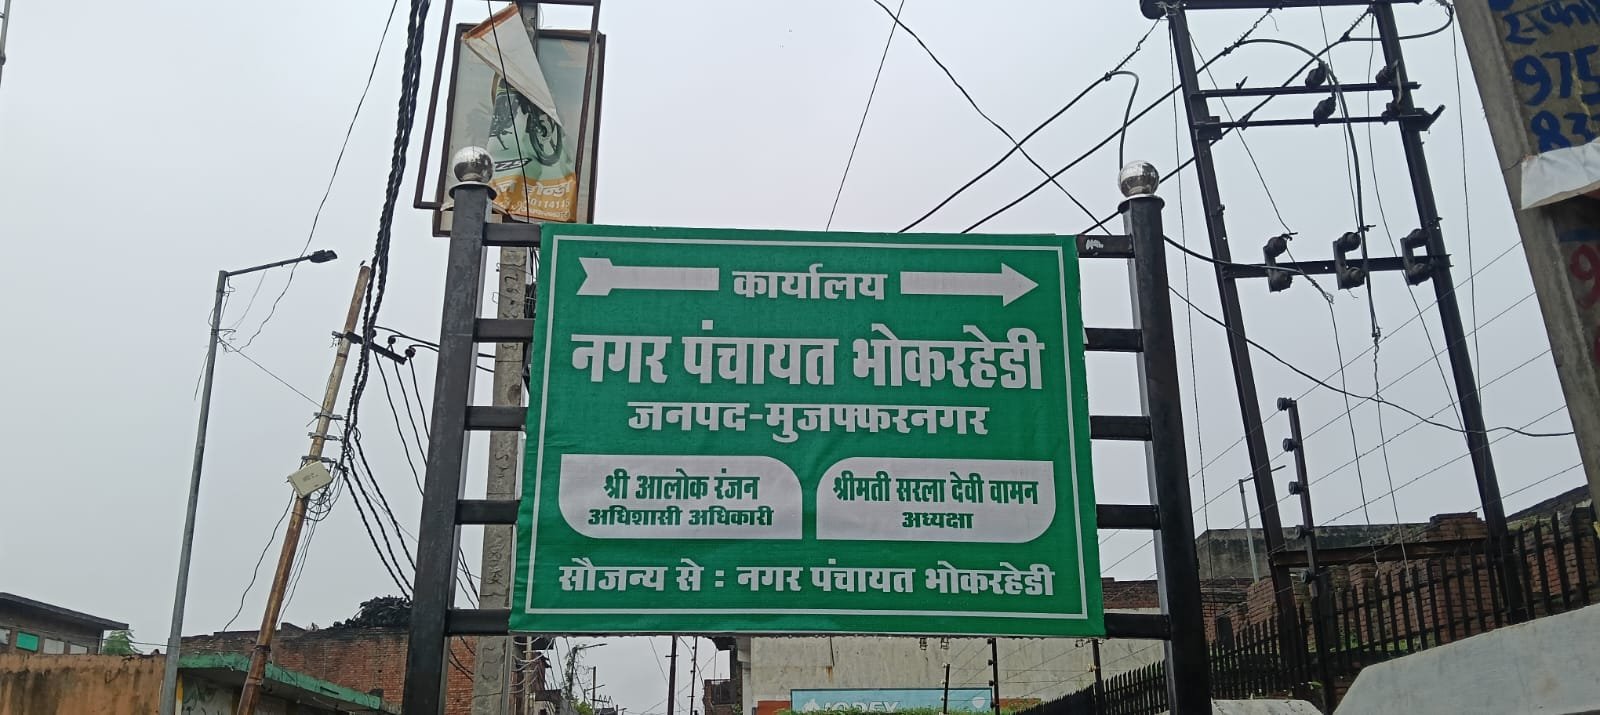 कार्यालय
नगर पंचायत भोकरहेडी
जनपद-मुजफ्फरनगर
श्री आलोक रंजन
अधिशासी अधिकारी
श्रीमती सरला देवी वामन
अध्यक्षा
सौजन्य से : नगर पंचायत भोकरहेडी
975